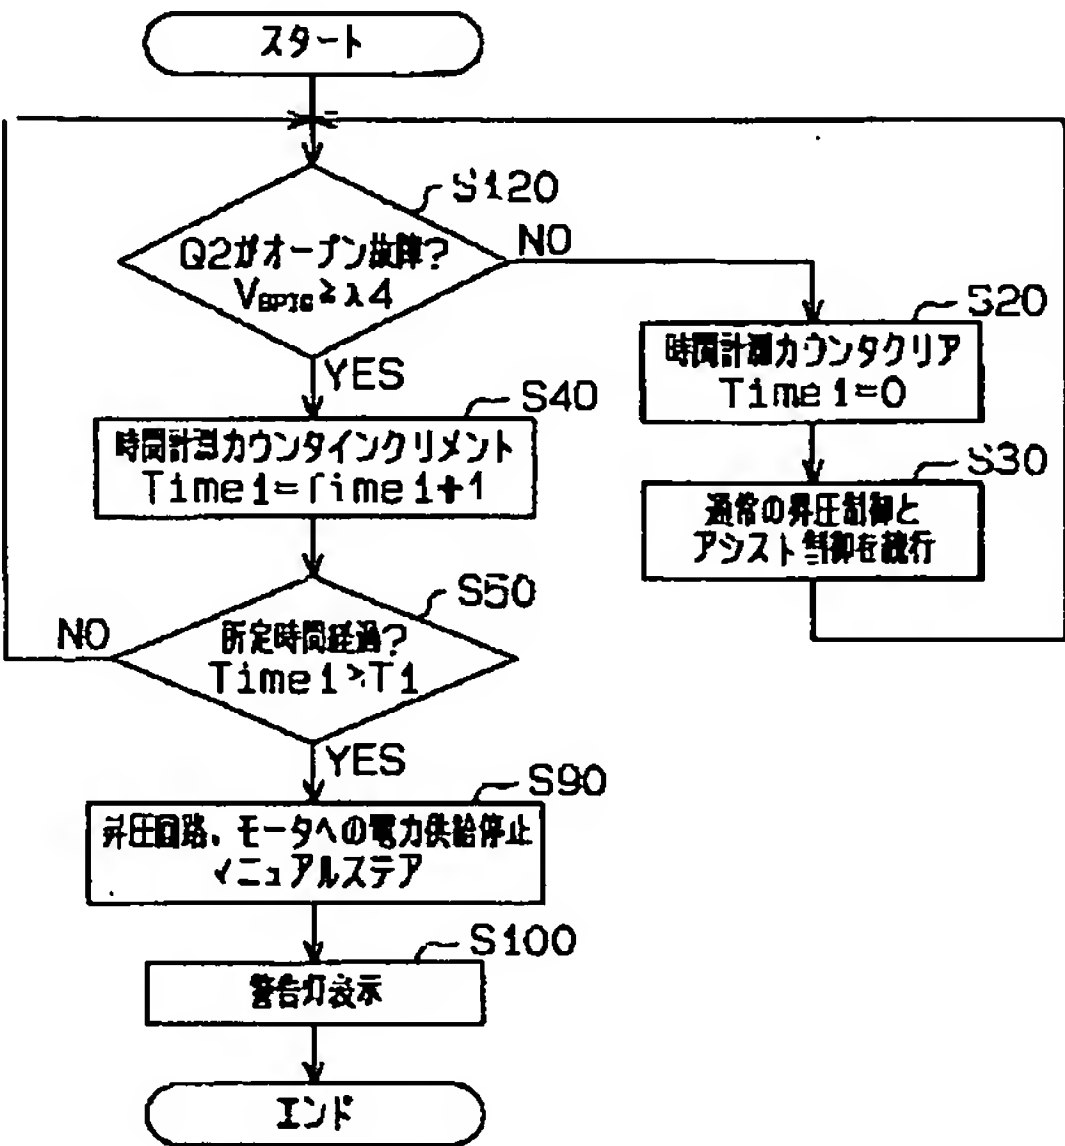 スタート
S120
Q2がオープン故障?
VBPIG≧λ4
NO
YES
S20
時間計測カウンタクリア
Time1=0
S40
時間計測カウンタインクリメント
Time1=Time1+1
S30
通常の昇圧制御と
アシスト制御を続行
S50
所定時間経過?
Time1>T1
NO
YES
S90
昇圧回路、モータへの電力供給停止
マニュアルステア
S100
警告灯表示
エンド